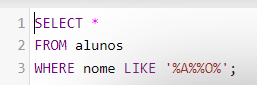 1 SELECT *
2 FROM alunos
3 WHERE nome LIKE '%A%%O%';